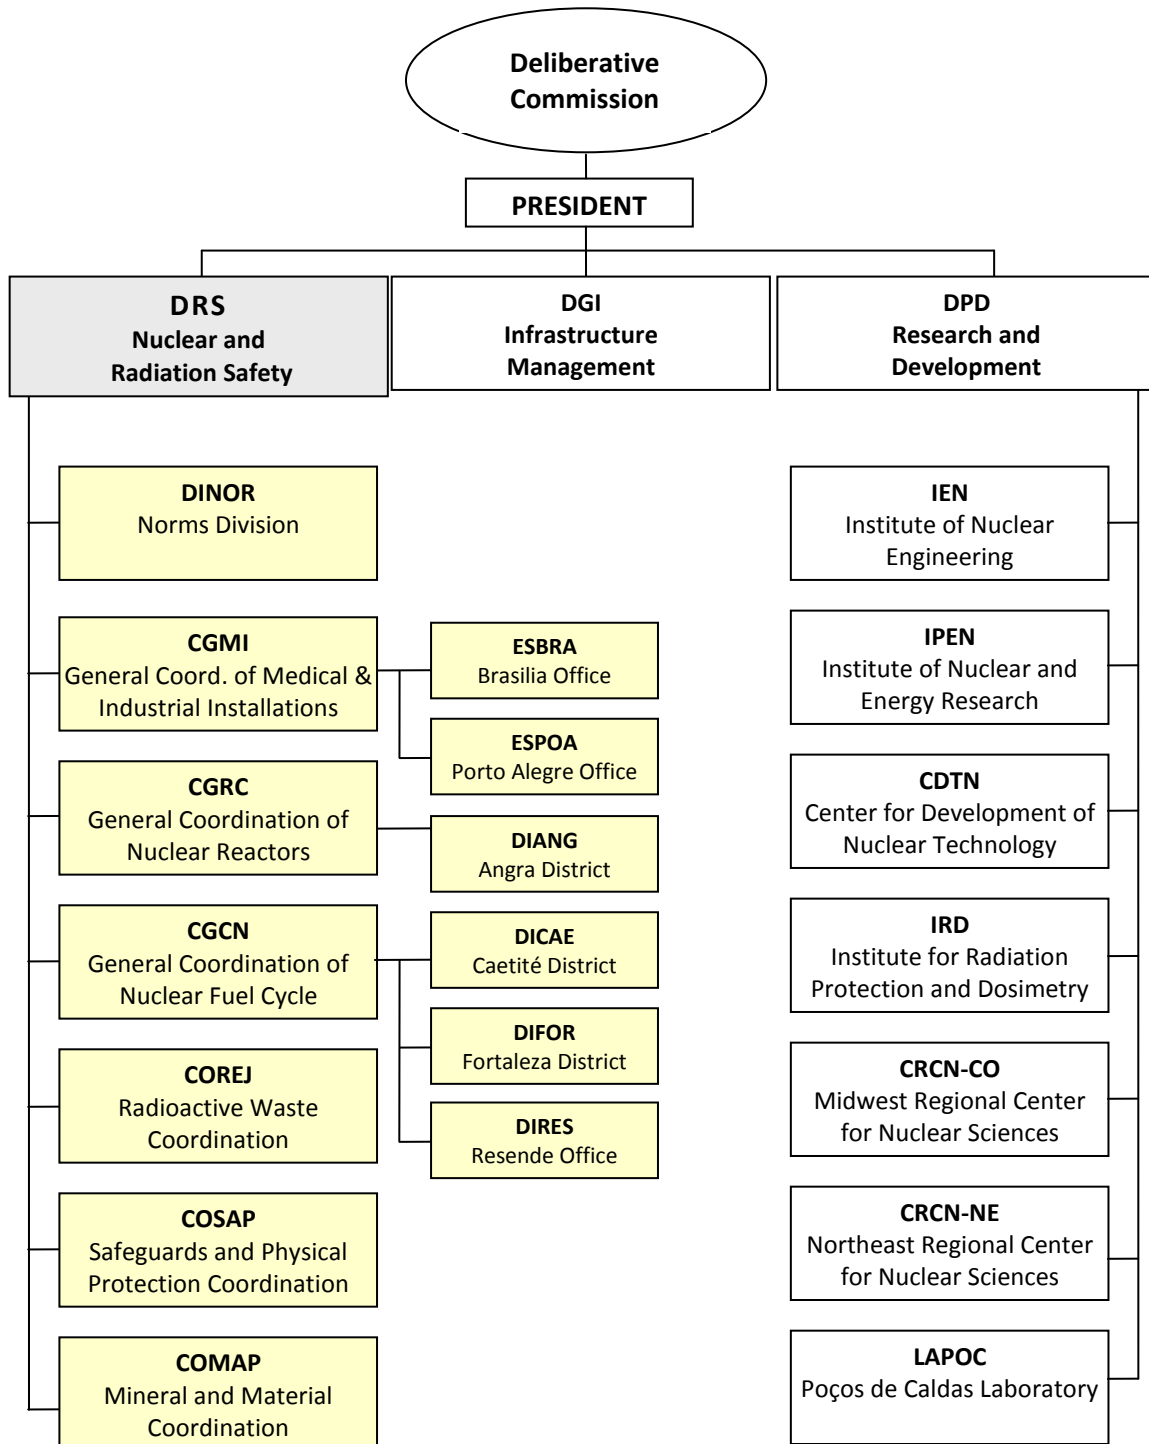 Deliberative
Commission
PRESIDENT
DRS
Nuclear and
Radiation Safety
DGI
Infrastructure
Management
DPD
Research and
Development
DINOR
Norms Division
CGMI
General Coord. of Medical &
Industrial Installations
CGRC
General Coordination of
Nuclear Reactors
CGCN
General Coordination of
Nuclear Fuel Cycle
COREJ
Radioactive Waste
Coordination
COSAP
Safeguards and Physical
Protection Coordination
COMAP
Mineral and Material
Coordination
ESBRA
Brasilia Office
ESPOA
Porto Alegre Office
DIANG
Angra District
DICAE
Caetité District
DIFOR
Fortaleza District
DIRES
Resende Office
IEN
Institute of Nuclear
Engineering
IPEN
Institute of Nuclear and
Energy Research
CDTN
Center for Development of
Nuclear Technology
IRD
Institute for Radiation
Protection and Dosimetry
CRCN-CO
Midwest Regional Center
for Nuclear Sciences
CRCN-NE
Northeast Regional Center
for Nuclear Sciences
LAPOC
Poços de Caldas Laboratory